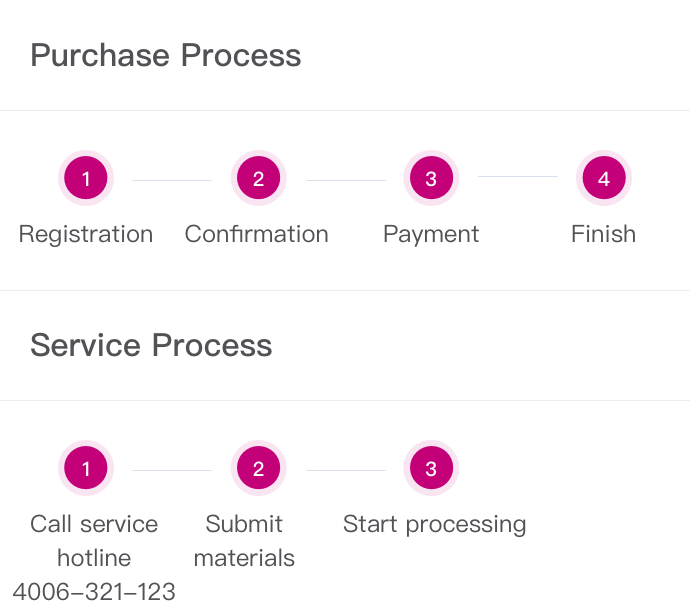 Purchase Process
1 2 3 4
Registration Confirmation Payment Finish
Service Process
1 2 3
Call service Submit Start processing
hotline materials
4006-321-123